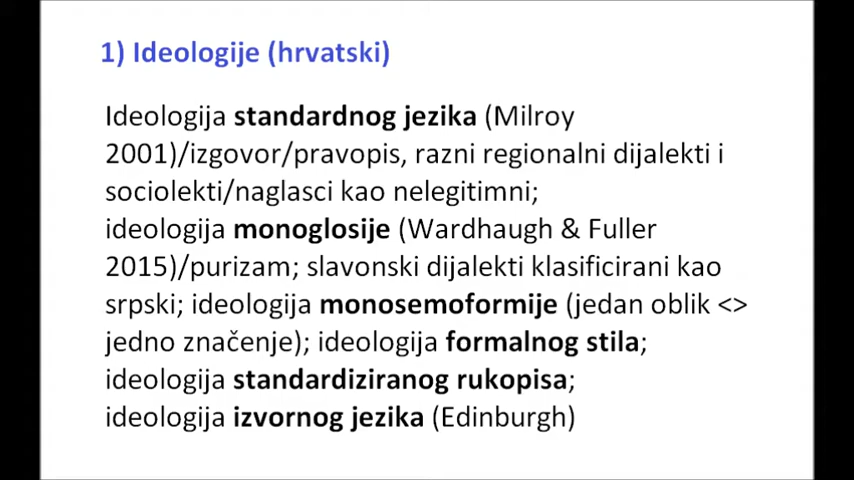 1) Ideologije (hrvatski)
Ideologija standardnog jezika (Milroy
2001)/izgovor/pravopis, razni regionalni dijalekti i
sociolekti/naglasci kao nelegitimni;
ideologija monoglosije (Wardhaugh & Fuller
2015)/purizam; slavonski dijalekti klasificirani kao
srpski; ideologija monosemoformije (jedan oblik <>
jedno značenje); ideologija formalnog stila;
ideologija standardiziranog rukopisa;
ideologija izvornog jezika (Edinburgh)